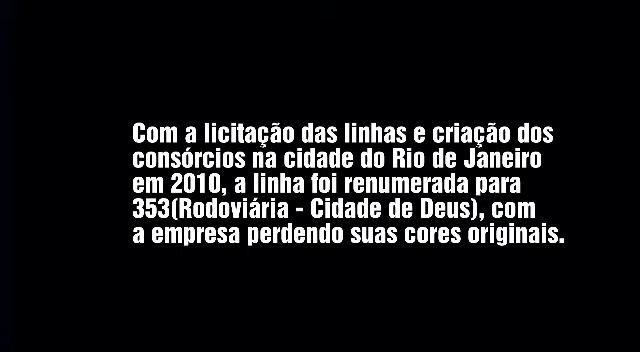 Com a licitação das linhas e criação dos
consórcios na cidade do Rio de Janeiro
em 2010, a linha foi renumerada para
353(Rodoviária - Cidade de Deus), com
a empresa perdendo suas cores originais.